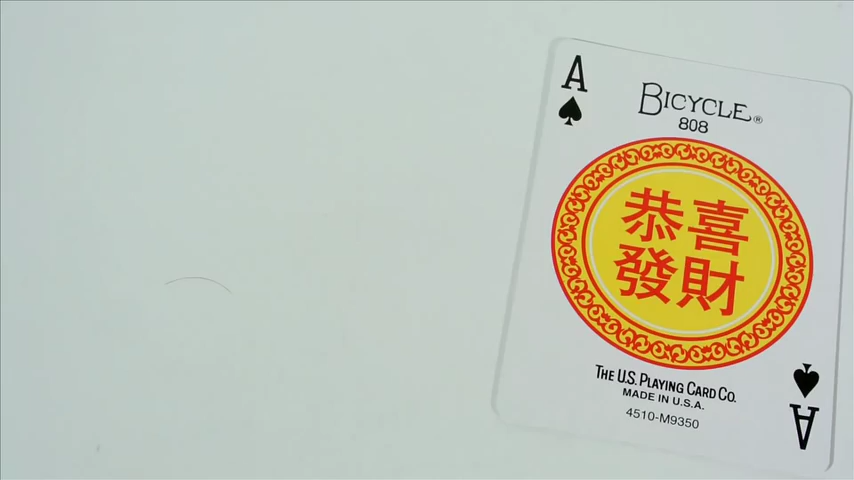 A
BICYCLE®
808
恭喜
發財
THE U.S. PLAYING CARD CO.
MADE IN U.S.A.
4510-M9350
A